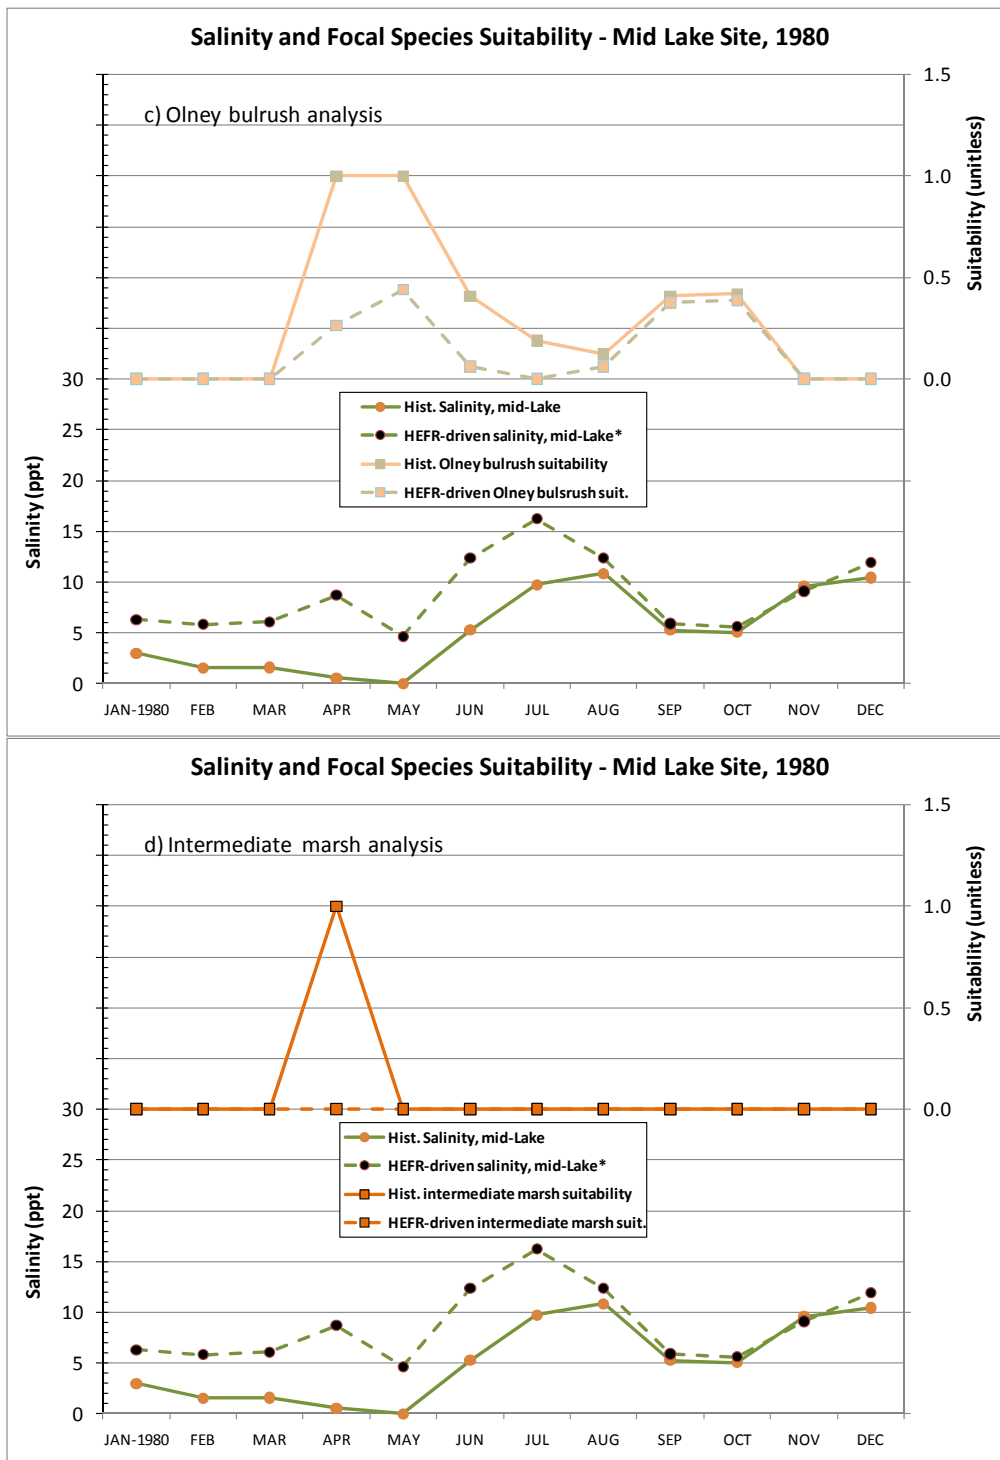 Salinity and Focal Species Suitability - Mid Lake Site, 1980
c) Olney bulrush analysis
1.5
1.0
0.5
0.0
Suitability (unitless)
30
25
20
15
10
5
0
Salinity (ppt)
Hist. Salinity, mid-Lake
HEFR-driven salinity, mid-Lake*
Hist. Olney bulrush suitability
HEFR-driven Olney bulsrush suit.
JAN-1980 FEB MAR APR MAY JUN JUL AUG SEP OCT NOV DEC
Salinity and Focal Species Suitability - Mid Lake Site, 1980
d) Intermediate marsh analysis
1.5
1.0
0.5
0.0
Suitability (unitless)
30
25
20
15
10
5
0
Salinity (ppt)
Hist. Salinity, mid-Lake
HEFR-driven salinity, mid-Lake*
Hist. intermediate marsh suitability
HEFR-driven intermediate marsh suit.
JAN-1980 FEB MAR APR MAY JUN JUL AUG SEP OCT NOV DEC